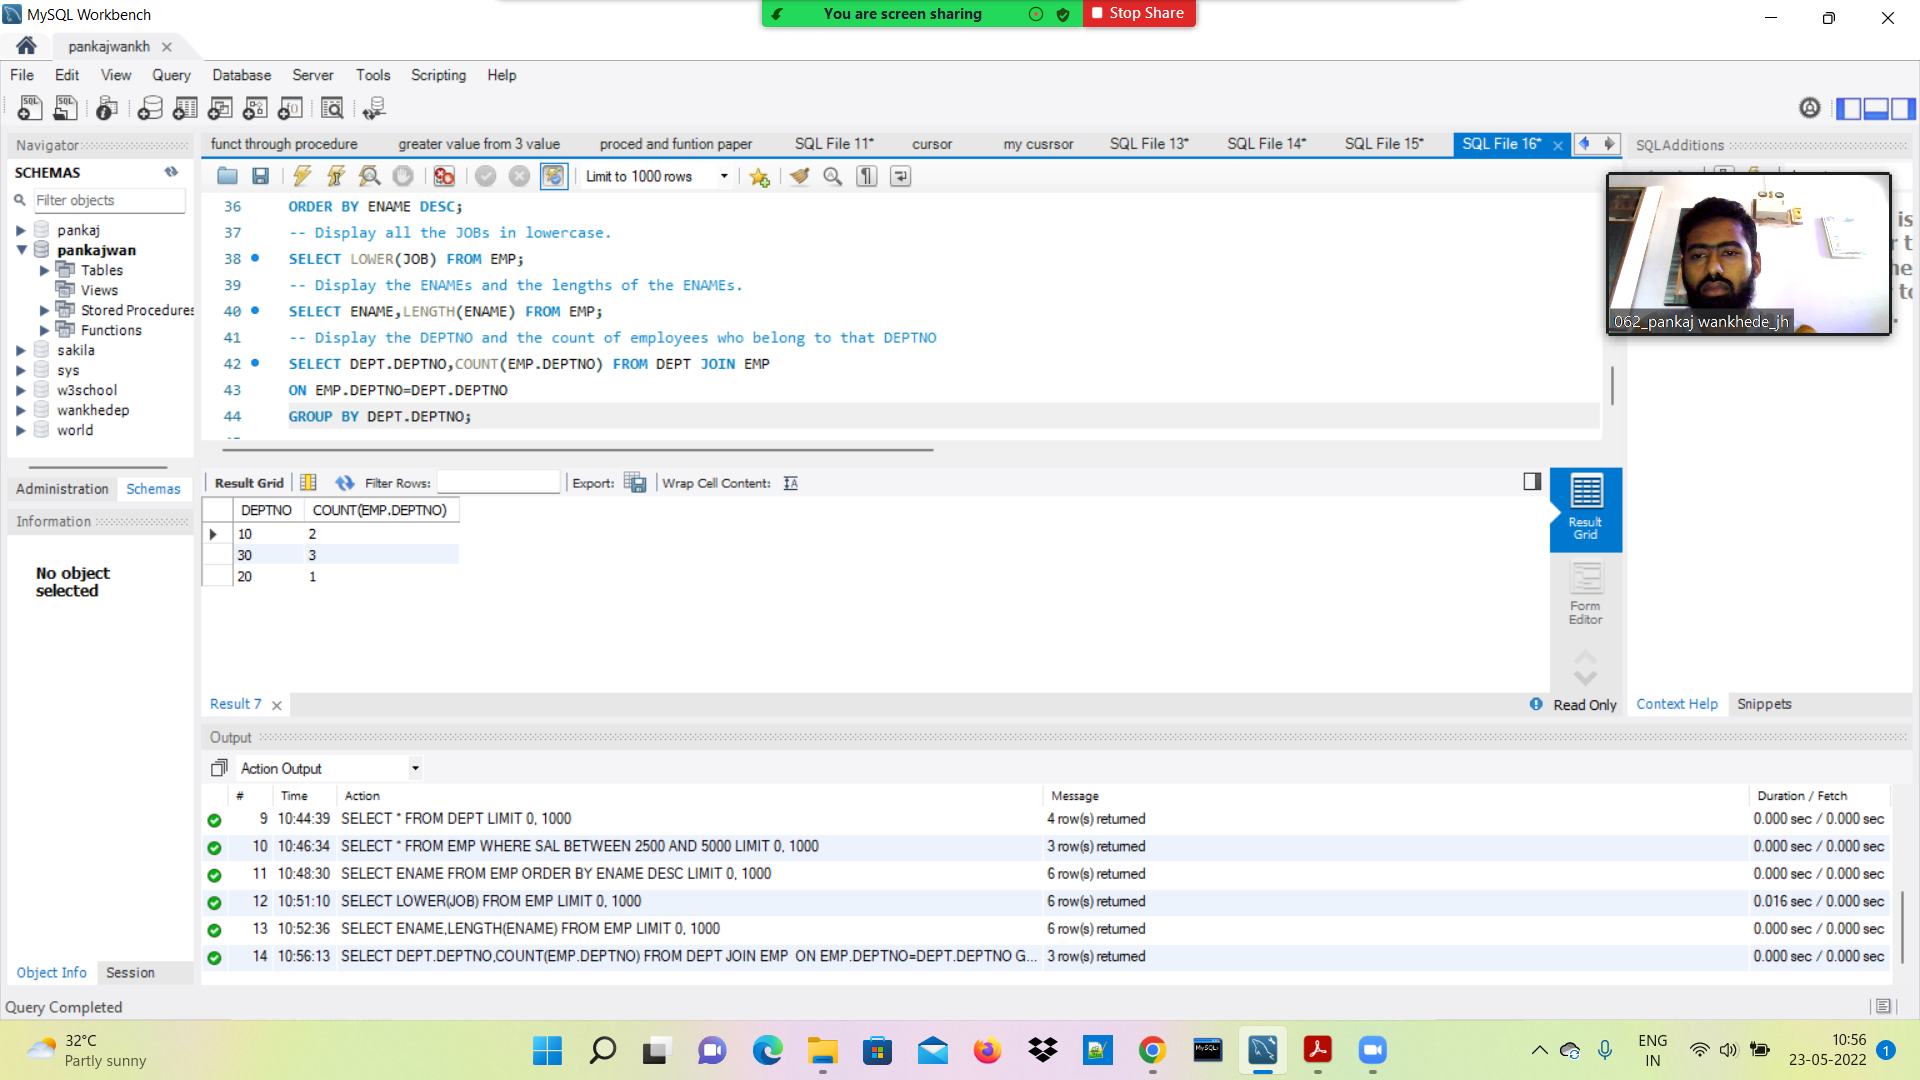 MySQL Workbench
You are screen sharing
Stop Share
pankajwankh
File Edit View Query Database Server Tools Scripting Help
Navigator
funct through procedure greater value from 3 value proced and funtion paper SQL File 11* cursor my cusrsor SQL File 13* SQL File 14* SQL File 15* SQL File 16*
SQLAdditions
SCHEMAS
Filter objects
pankaj
pankajwan
Tables
Views
Stored Procedures
Functions
sakila
sys
w3school
wankhedep
world
Administration Schemas
Information
No object
selected
Object Info Session
Limit to 1000 rows
36 ORDER BY ENAME DESC;
37 -- Display all the JOBs in lowercase.
38 SELECT LOWER(JOB) FROM EMP;
39 -- Display the ENAMEs and the lengths of the ENAMEs.
40 SELECT ENAME,LENGTH(ENAME) FROM EMP;
41 -- Display the DEPTNO and the count of employees who belong to that DEPTNO
42 SELECT DEPT.DEPTNO,COUNT(EMP.DEPTNO) FROM DEPT JOIN EMP
43 ON EMP.DEPTNO=DEPT.DEPTNO
44 GROUP BY DEPT.DEPTNO;
062_pankaj wankhede_jh
Result Grid Filter Rows: Export: Wrap Cell Content:
DEPTNO COUNT(EMP.DEPTNO)
10 2
30 3
20 1
Result
Grid
Form
Editor
Result 7
Read Only
Context Help Snippets
Output
Action Output
# Time Action Message Duration / Fetch
9 10:44:39 SELECT * FROM DEPT LIMIT 0, 1000 4 row(s) returned 0.000 sec / 0.000 sec
10 10:46:34 SELECT * FROM EMP WHERE SAL BETWEEN 2500 AND 5000 LIMIT 0, 1000 3 row(s) returned 0.000 sec / 0.000 sec
11 10:48:30 SELECT ENAME FROM EMP ORDER BY ENAME DESC LIMIT 0, 1000 6 row(s) returned 0.000 sec / 0.000 sec
12 10:51:10 SELECT LOWER(JOB) FROM EMP LIMIT 0, 1000 6 row(s) returned 0.016 sec / 0.000 sec
13 10:52:36 SELECT ENAME,LENGTH(ENAME) FROM EMP LIMIT 0, 1000 6 row(s) returned 0.000 sec / 0.000 sec
14 10:56:13 SELECT DEPT.DEPTNO,COUNT(EMP.DEPTNO) FROM DEPT JOIN EMP ON EMP.DEPTNO=DEPT.DEPTNO G... 3 row(s) returned 0.000 sec / 0.000 sec
Query Completed
32°C
Partly sunny
ENG
IN
10:56
23-05-2022
1